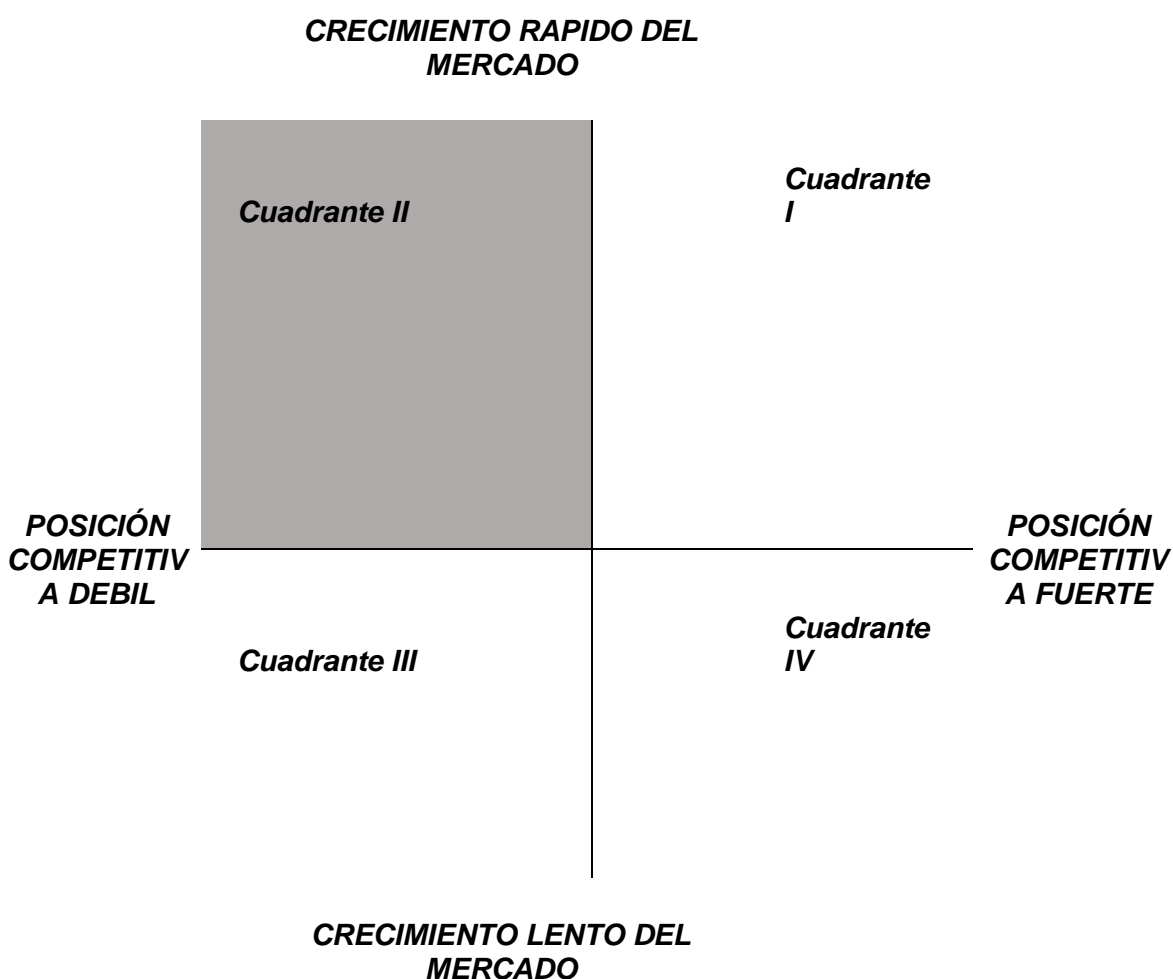 CRECIMIENTO RAPIDO DEL
MERCADO
Cuadrante II
Cuadrante
I
POSICIÓN
COMPETITIV
A DEBIL
POSICIÓN
COMPETITIV
A FUERTE
Cuadrante III
Cuadrante
IV
CRECIMIENTO LENTO DEL
MERCADO